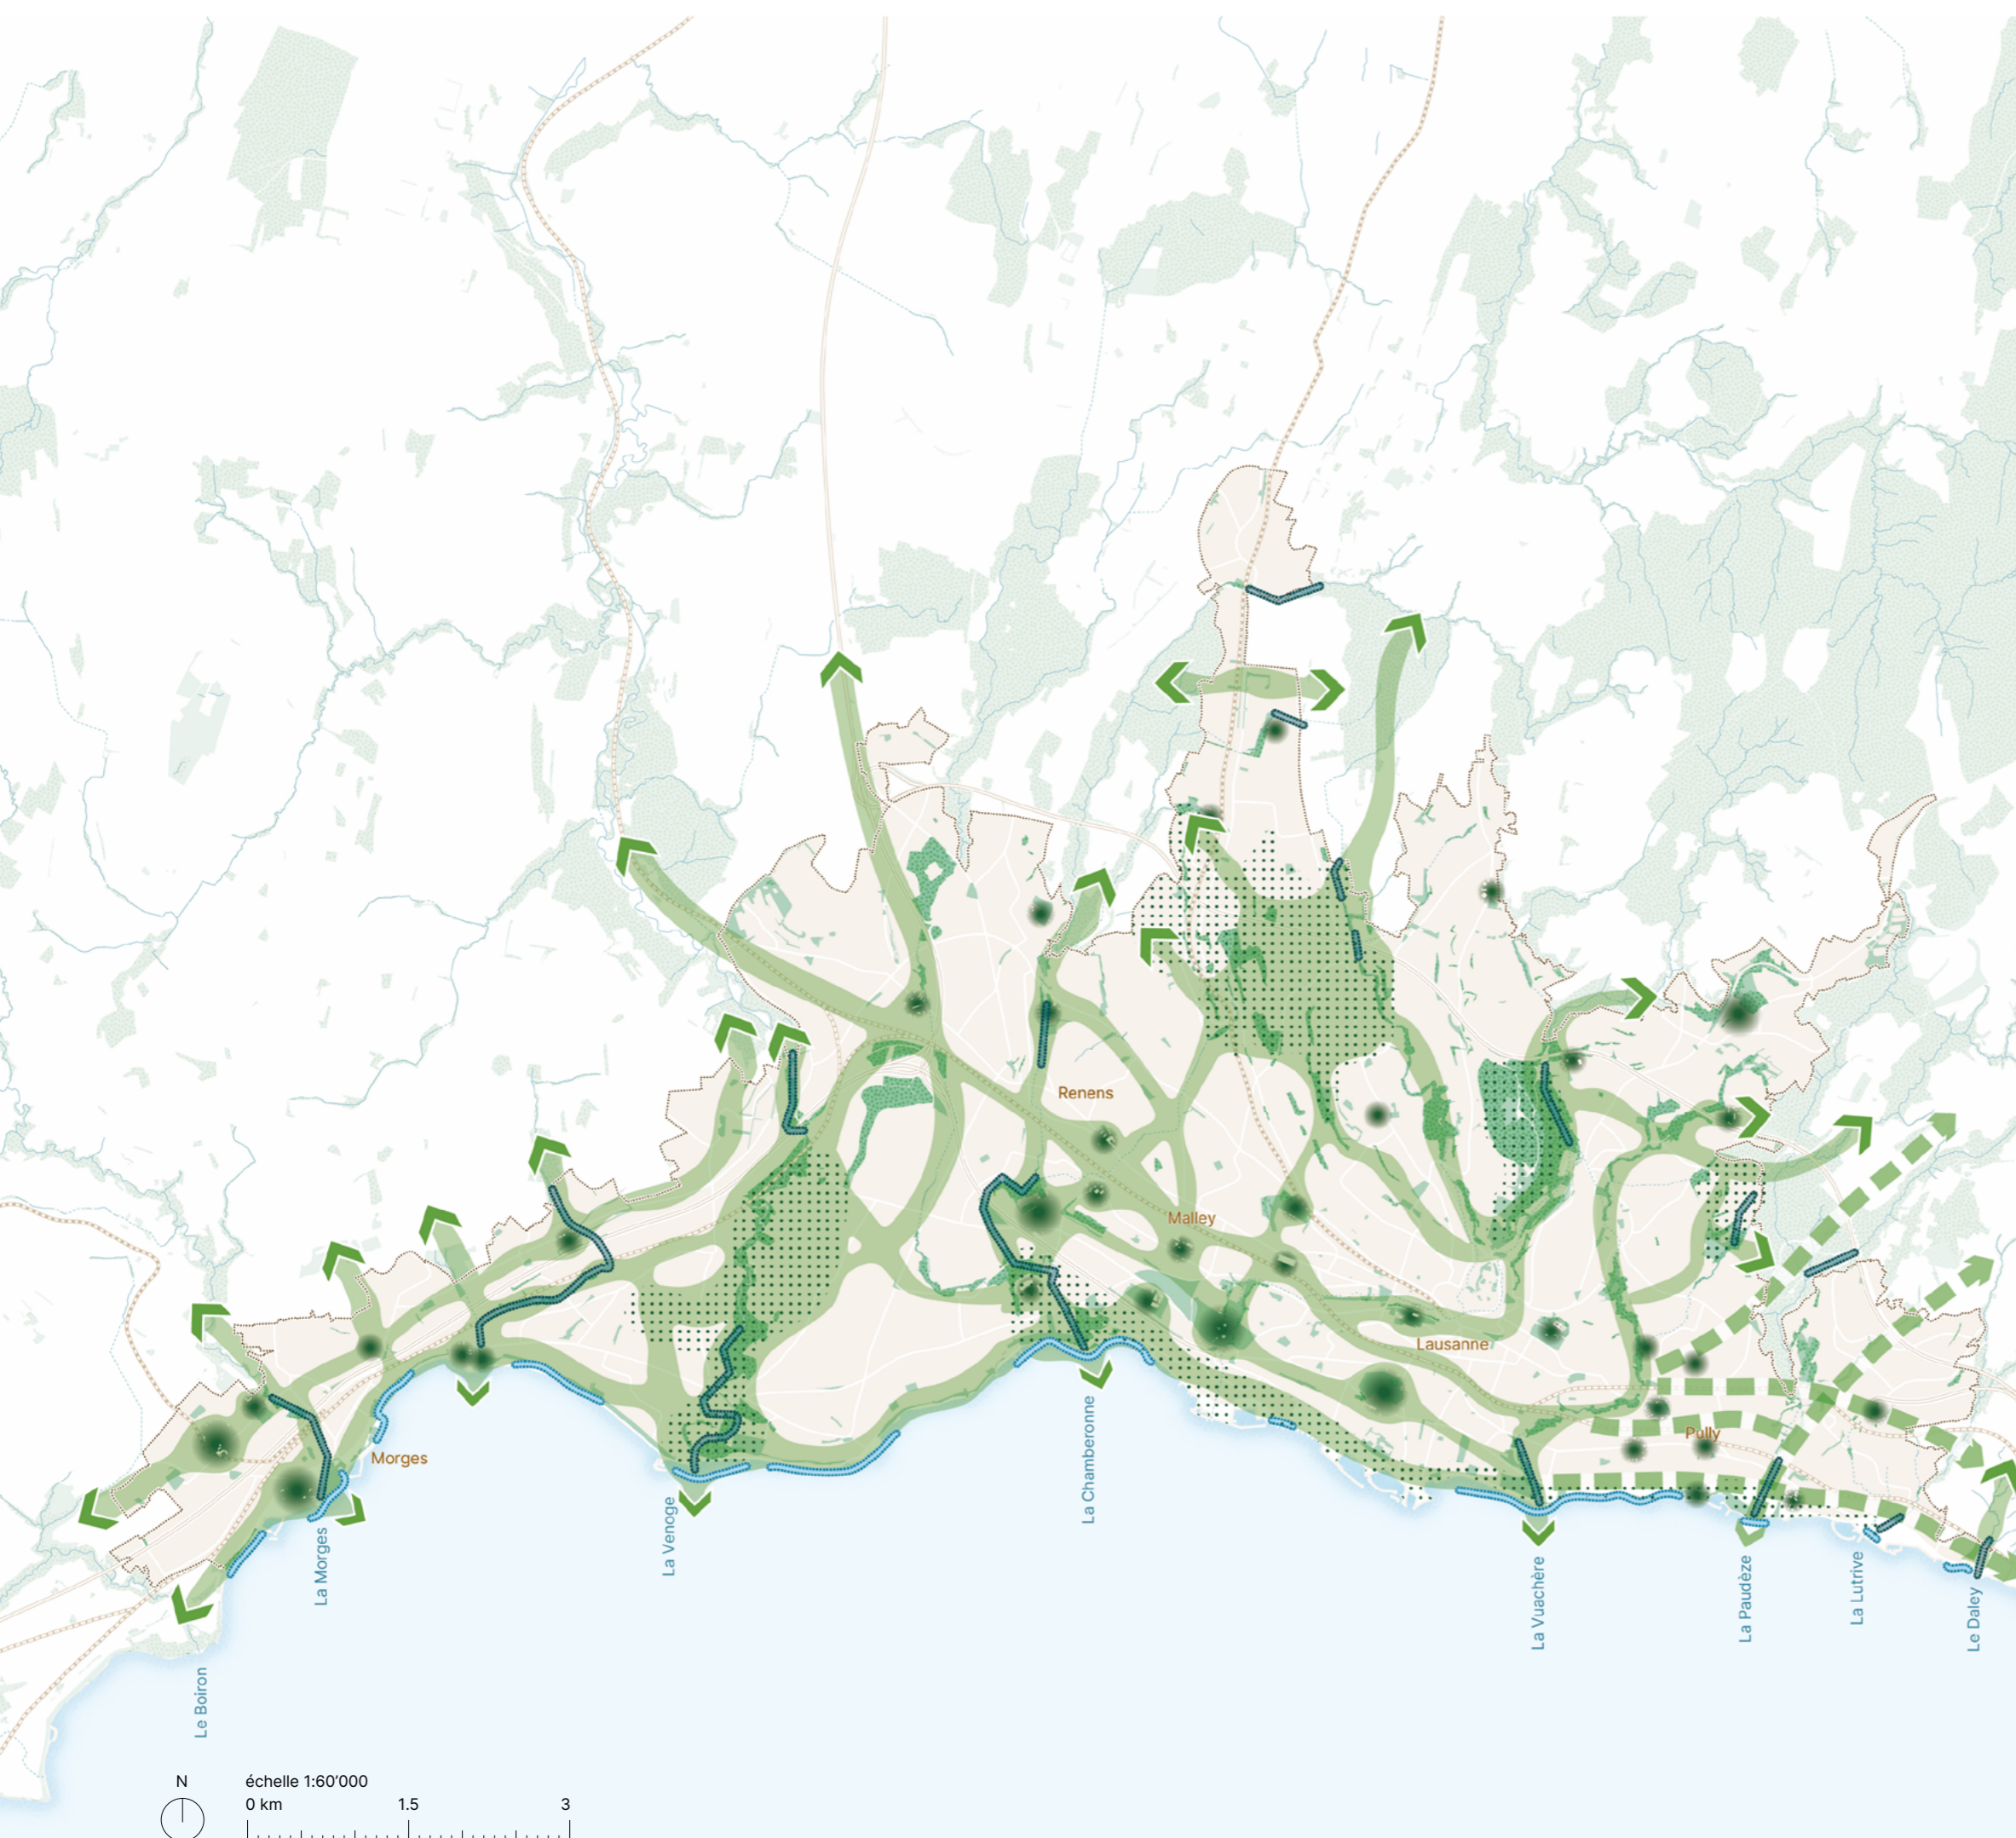 Renens
Malley
Lausanne
Pully
Morges
La Chamberonne
La Venoge
La Morges
La Vuachère
La Paudèze
La Lutrive
Le Daley
Le Boiron
N
échelle 1:60'000
0 km 1.5 3